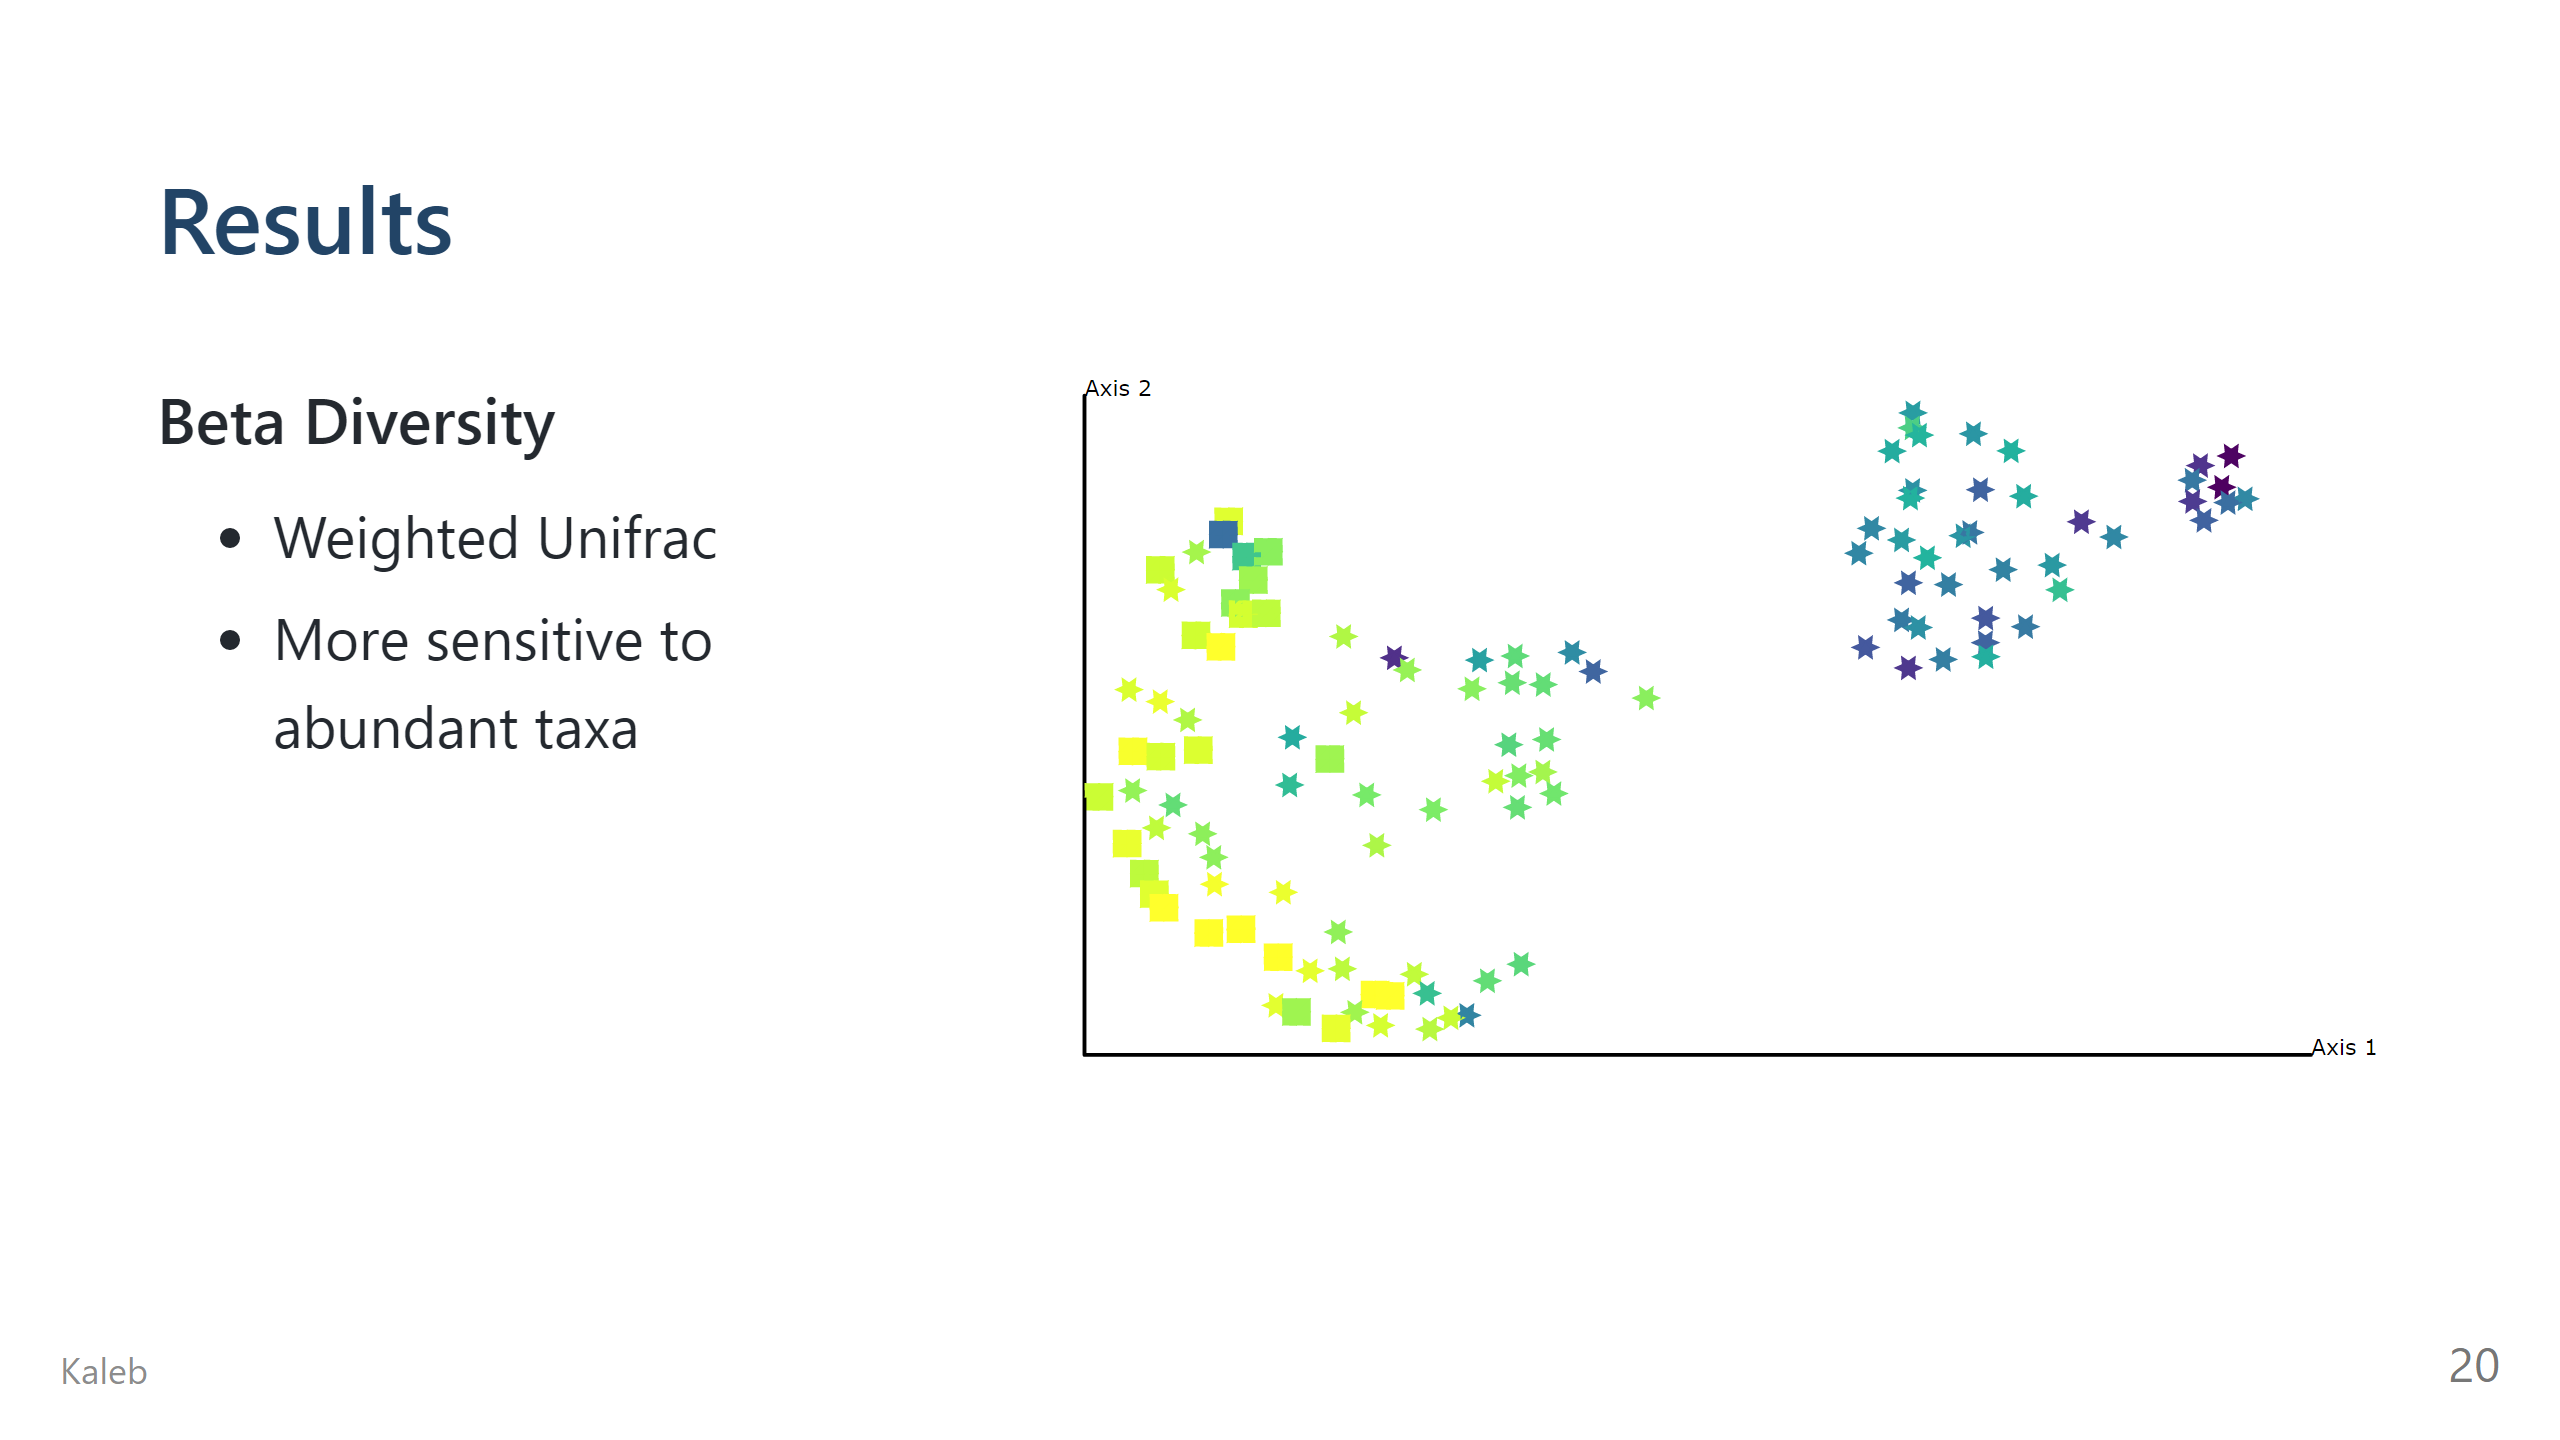 Results
Beta Diversity
• Weighted Unifrac
• More sensitive to
abundant taxa
Axis 2
Axis 1
Kaleb
20